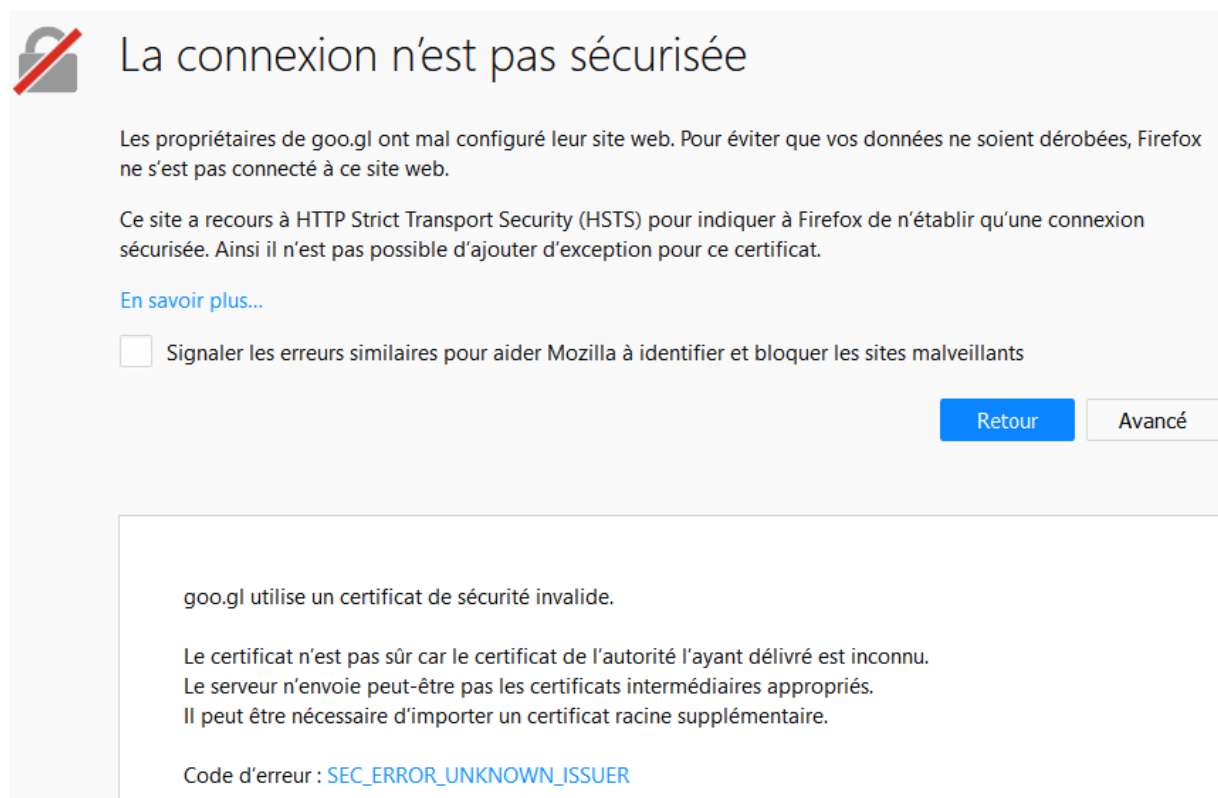 La connexion n’est pas sécurisée
Les propriétaires de goo.gl ont mal configuré leur site web. Pour éviter que vos données ne soient dérobées, Firefox
ne s’est pas connecté à ce site web.
Ce site a recours à HTTP Strict Transport Security (HSTS) pour indiquer à Firefox de n’établir qu’une connexion
sécurisée. Ainsi il n’est pas possible d’ajouter d’exception pour ce certificat.
En savoir plus…
Signaler les erreurs similaires pour aider Mozilla à identifier et bloquer les sites malveillants
Retour Avancé
goo.gl utilise un certificat de sécurité invalide.
Le certificat n’est pas sûr car le certificat de l’autorité l’ayant délivré est inconnu.
Le serveur n’envoie peut-être pas les certificats intermédiaires appropriés.
Il peut être nécessaire d’importer un certificat racine supplémentaire.
Code d’erreur : SEC_ERROR_UNKNOWN_ISSUER